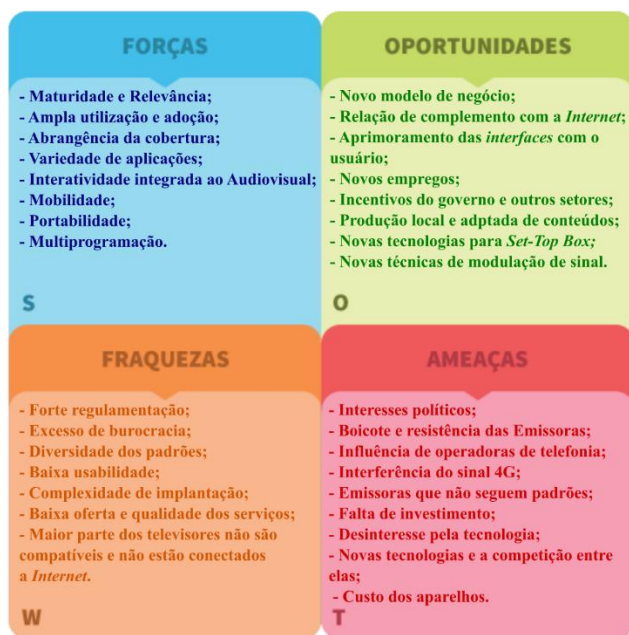 FORÇAS
- Maturidade e Relevância;
- Ampla utilização e adoção;
- Abrangência da cobertura;
- Variedade de aplicações;
- Interatividade integrada ao Audiovisual;
- Mobilidade;
- Portabilidade;
- Multiprogramação.
S
OPORTUNIDADES
- Novo modelo de negócio;
- Relação de complemento com a Internet;
- Aprimoramento das interfaces com o
usuário;
- Novos empregos;
- Incentivos do governo e outros setores;
- Produção local e adptada de conteúdos;
- Novas tecnologias para Set-Top Box;
- Novas técnicas de modulação de sinal.
O
FRAQUEZAS
- Forte regulamentação;
- Excesso de burocracia;
- Diversidade dos padrões;
- Baixa usabilidade;
- Complexidade de implantação;
- Baixa oferta e qualidade dos serviços;
- Maior parte dos televisores não são
compatíveis e não estão conectados
a Internet.
W
AMEAÇAS
- Interesses políticos;
- Boicote e resistência das Emissoras;
- Influência de operadoras de telefonia;
- Interferência do sinal 4G;
- Emissoras que não seguem padrões;
- Falta de investimento;
- Desinteresse pela tecnologia;
- Novas tecnologias e a competição entre
elas;
- Custo dos aparelhos.
T